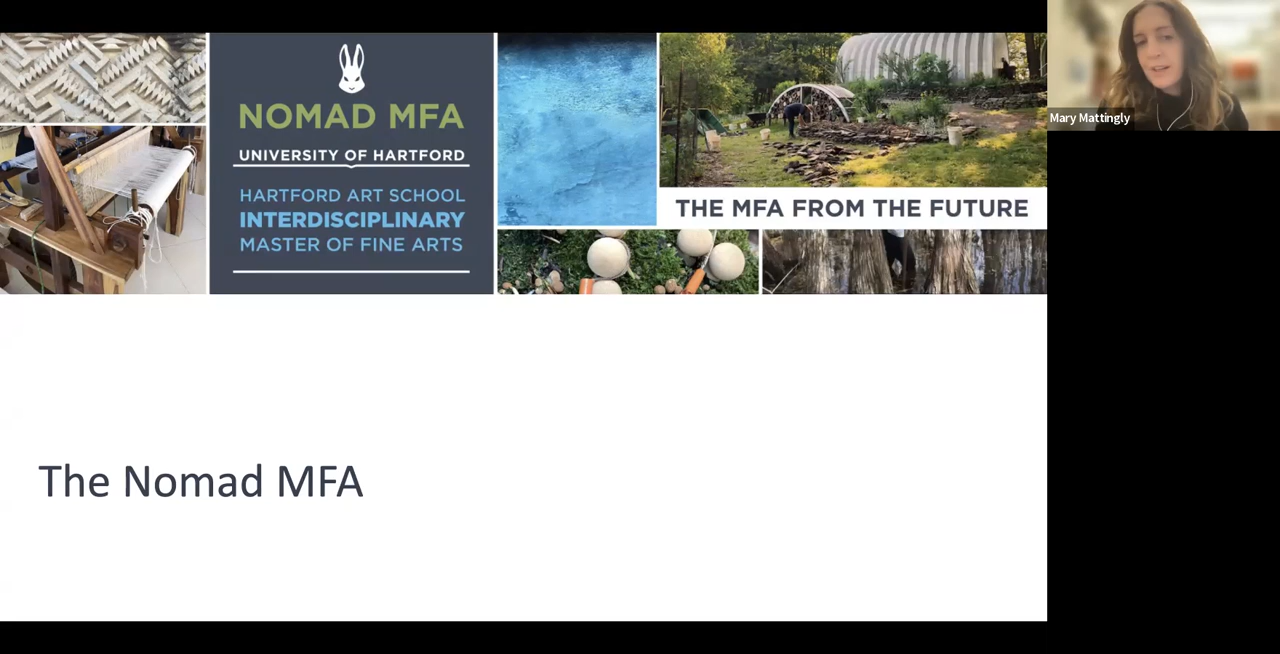 NOMAD MFA
UNIVERSITY OF HARTFORD
HARTFORD ART SCHOOL
INTERDISCIPLINARY
MASTER OF FINE ARTS
THE MFA FROM THE FUTURE
Mary Mattingly
The Nomad MFA